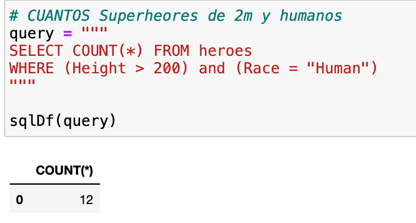 # CUANTOS Superheores de 2m y humanos
query = """
SELECT COUNT(*) FROM heroes
WHERE (Height > 200) and (Race = "Human")
"""
sqlDf(query)
COUNT(*)
0 12